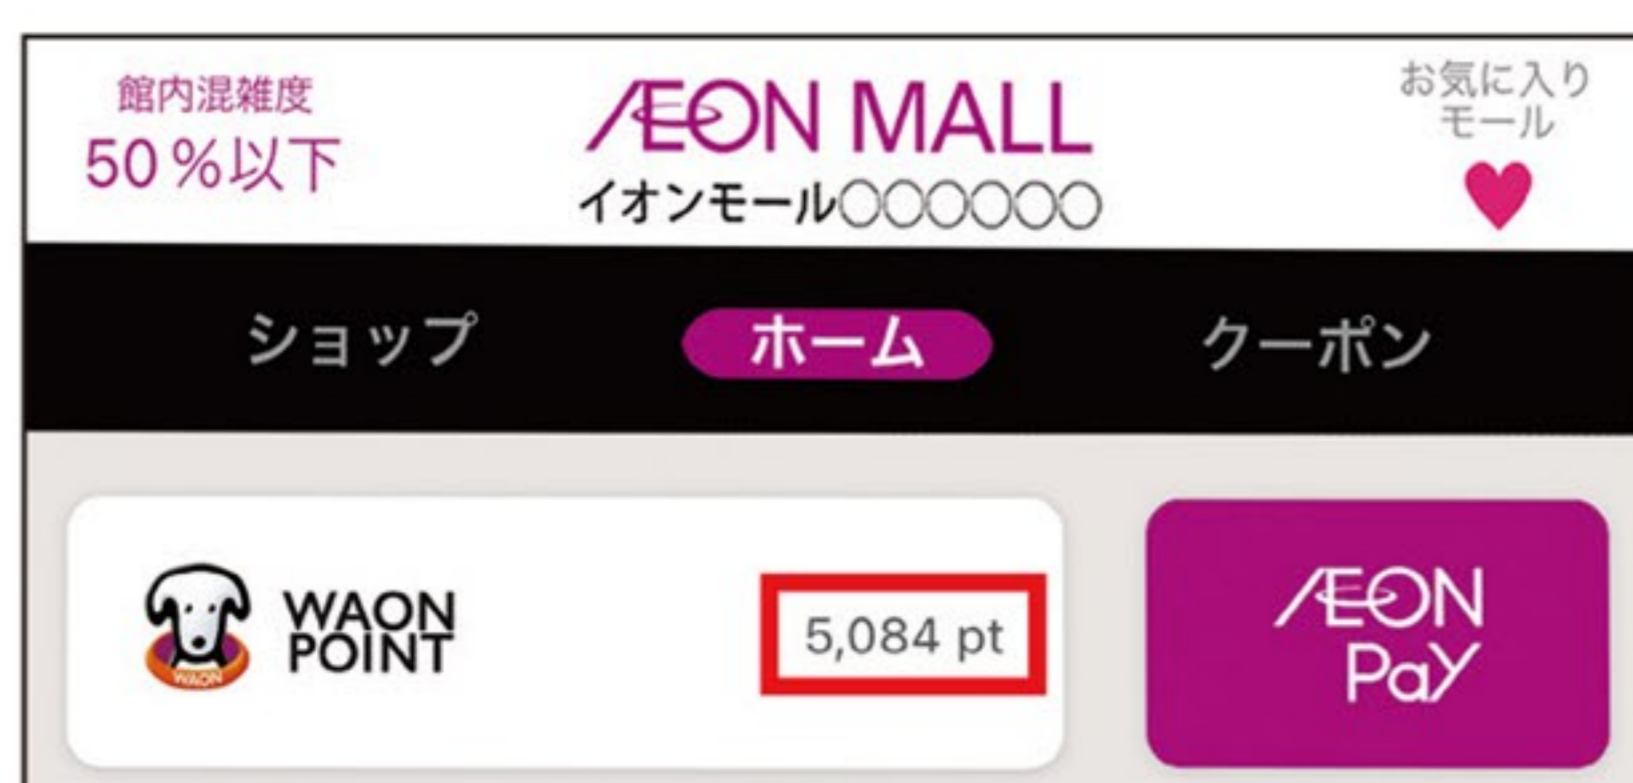 館内混雑度
50%以下
ÆON MALL
イオンモール○○○○○○
お気に入り
モール
ショップ
ホーム
クーポン
WAON
WAON
POINT
5,084 pt
ÆON
Pay